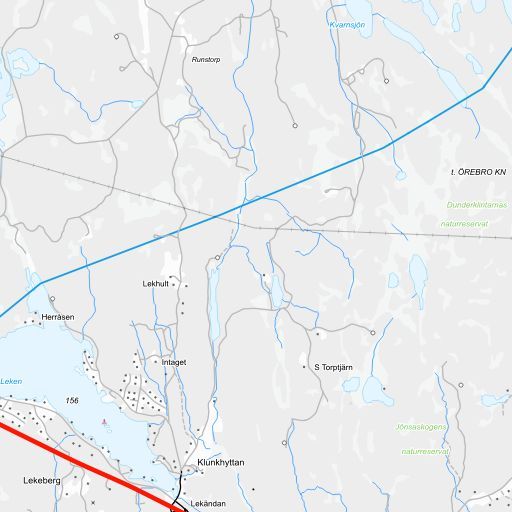 Kvarnsjön
Runstorp
t. ÖREBRO KN
Dunderklintarnas
naturreservat
Lekhult
Herråsen
Intaget
S Torptjärn
Leken
156
Jönsaskogens
naturreservat
Klunkhyttan
Lekeberg
Lekändan